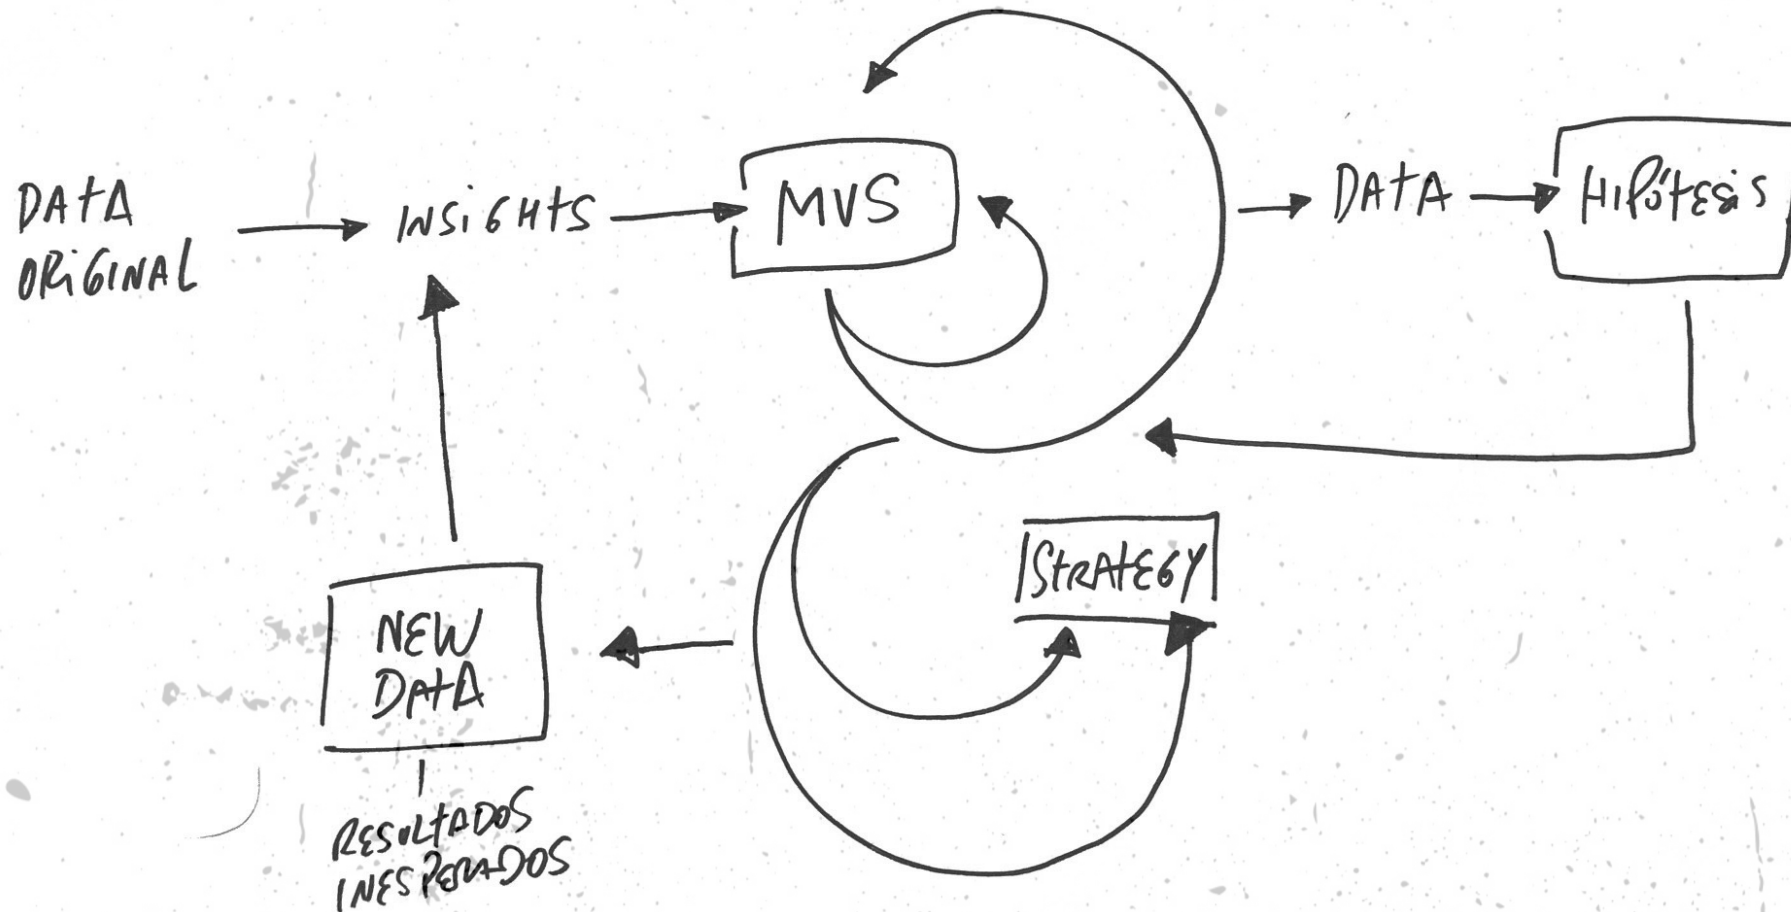 DATA
ORIGINAL
INSIGHTS
MVS
DATA
HIPÓTESIS
STRATEGY
NEW
DATA
RESULTADOS
INESPERADOS